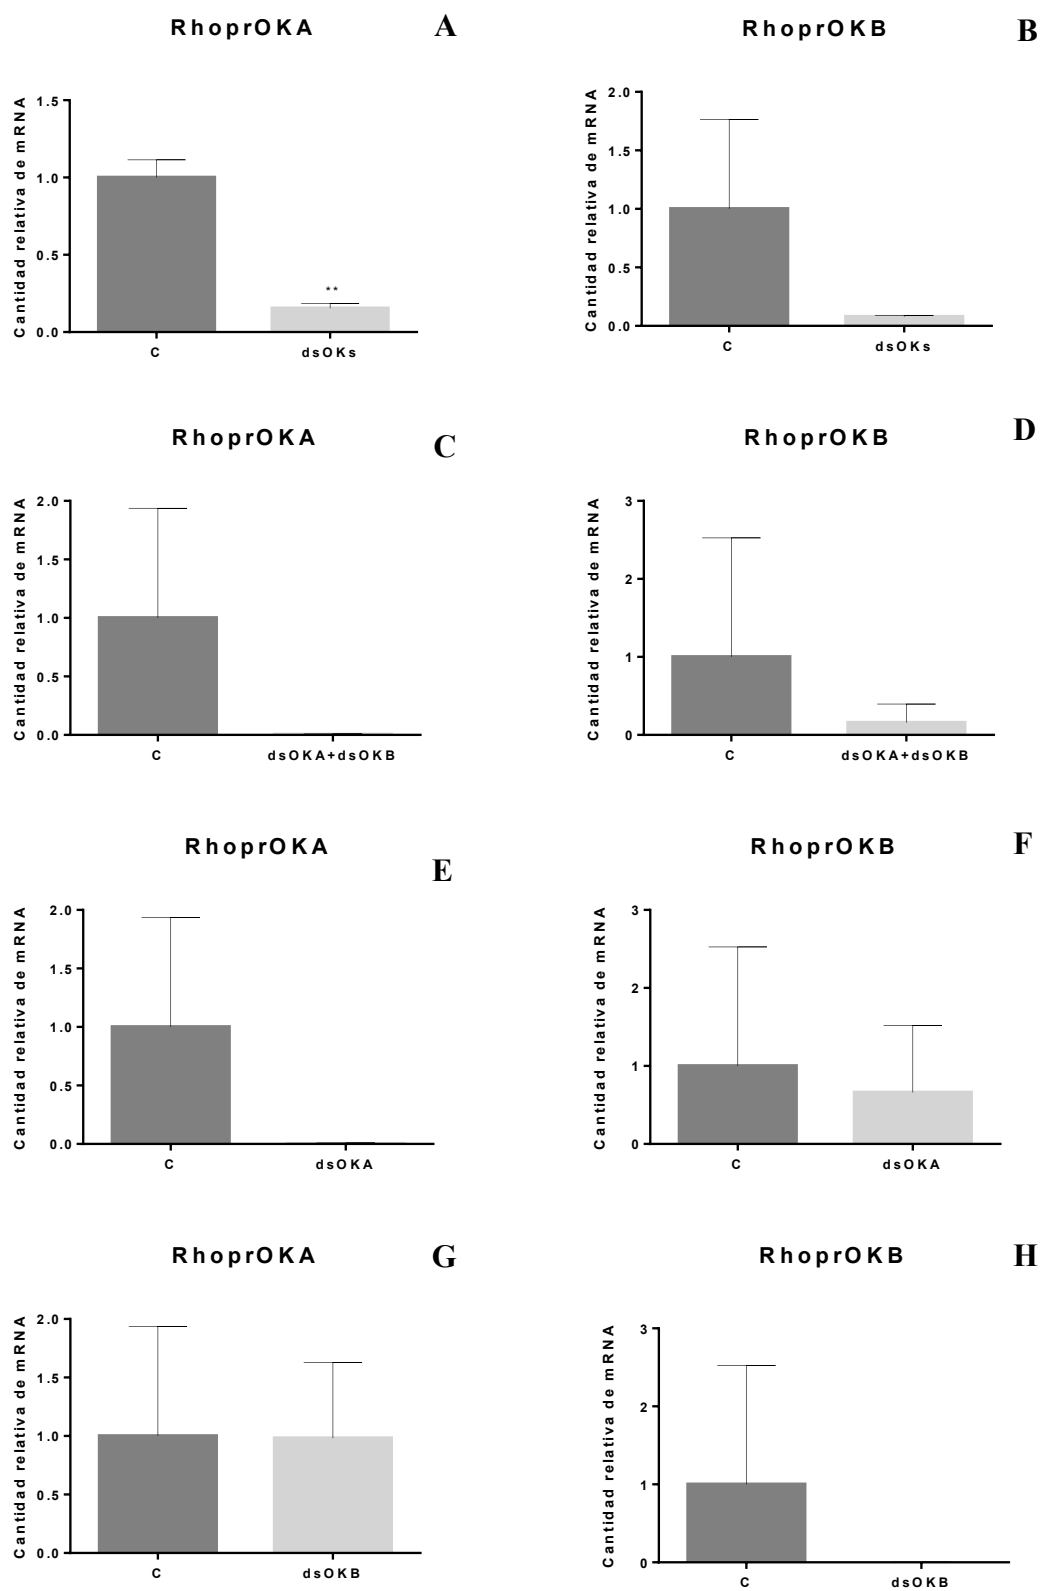 RhoprOKA
A
Cantidad relativa de mRNA
1.5
1.0
0.5
0.0
**
C
dsOKs
RhoprOKB
B
Cantidad relativa de mRNA
2.0
1.5
1.0
0.5
0.0
C
dsOKs
RhoprOKA
C
Cantidad relativa de mRNA
2.0
1.5
1.0
0.5
0.0
C
dsOKA+dsOKB
RhoprOKB
D
Cantidad relativa de mRNA
3
2
1
0
C
dsOKA+dsOKB
RhoprOKA
E
Cantidad relativa de mRNA
2.0
1.5
1.0
0.5
0.0
C
dsOKA
RhoprOKB
F
Cantidad relativa de mRNA
3
2
1
0
C
dsOKA
RhoprOKA
G
Cantidad relativa de mRNA
2.0
1.5
1.0
0.5
0.0
C
dsOKB
RhoprOKB
H
Cantidad relativa de mRNA
3
2
1
0
C
dsOKB